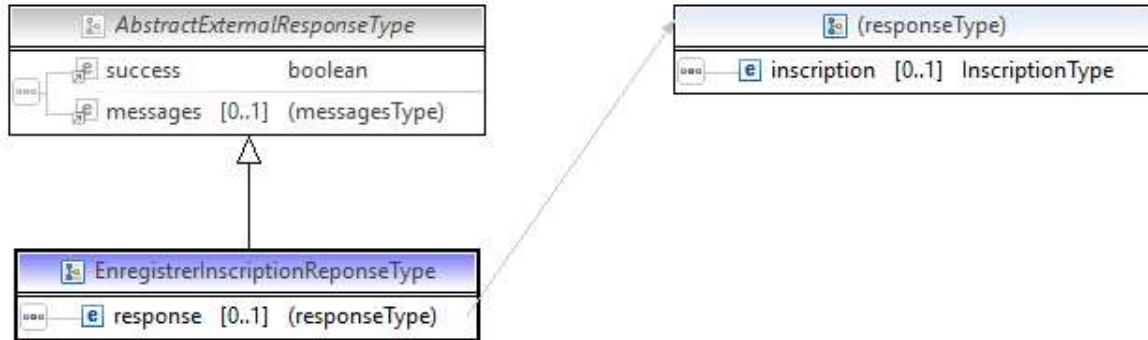 AbstractExternalResponseType
success boolean
messages [0..1] (messagesType)
(responseType)
e inscription [0..1] InscriptionType
EnregistrerInscriptionReponseType
e response [0..1] (responseType)